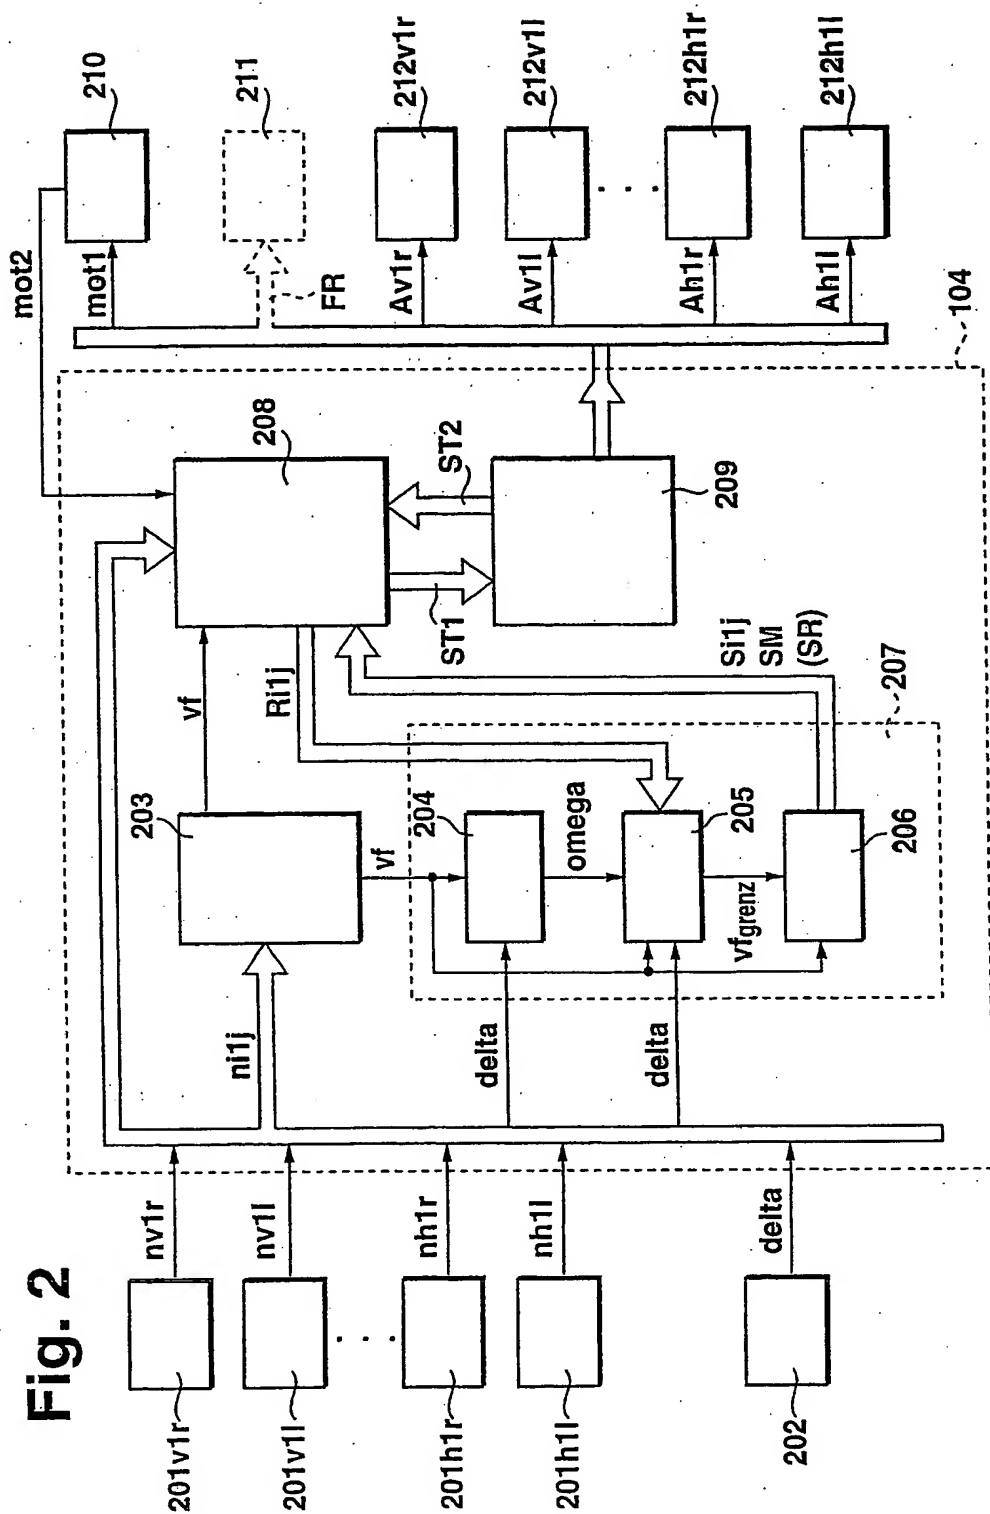 Fig. 2
201v1r
nv1r
201v1l
nv1l
201h1r
nh1r
201h1l
nh1l
202
delta
ni1j
delta
delta
203
vf
vf
204
omega
205
vfgrenz
206
207
Ri1j
Si1j
SM
(SR)
208
ST1
ST2
209
104
mot2
mot1
210
FR
211
Av1r
212v1r
Av1l
212v1l
Ah1r
212h1r
Ah1l
212h1l